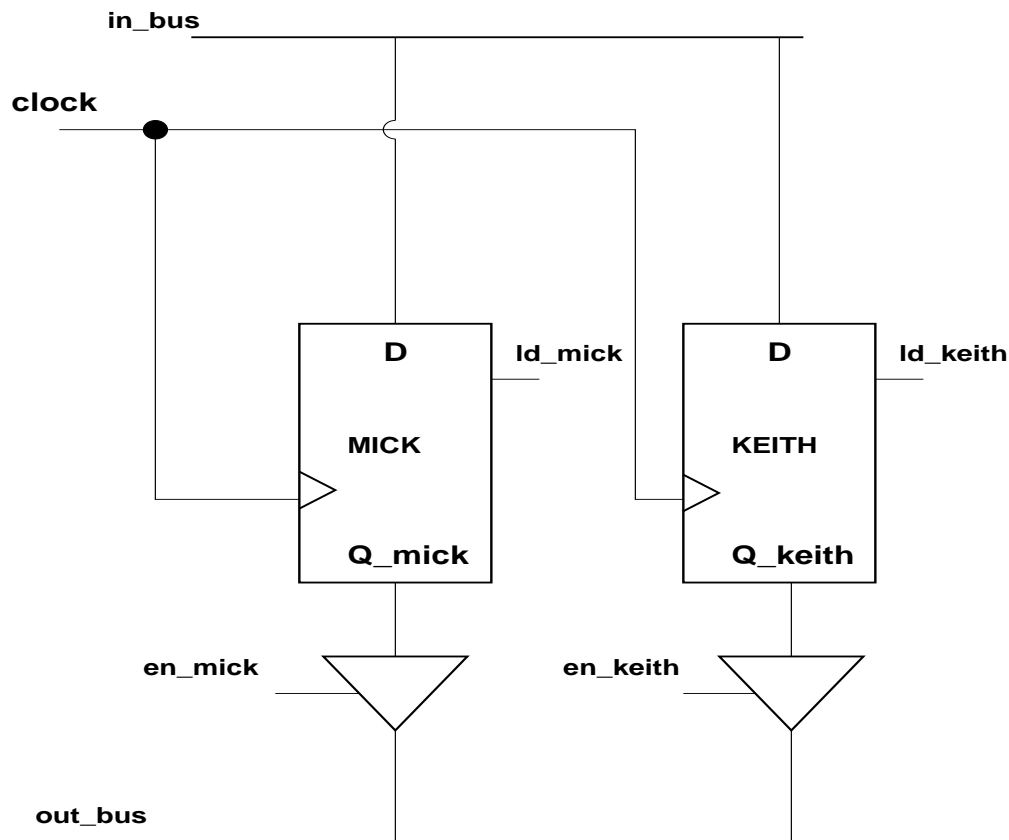 in_bus
clock
D
ld_mick
D
ld_keith
MICK
KEITH
Q_mick
Q_keith
en_mick
en_keith
out_bus